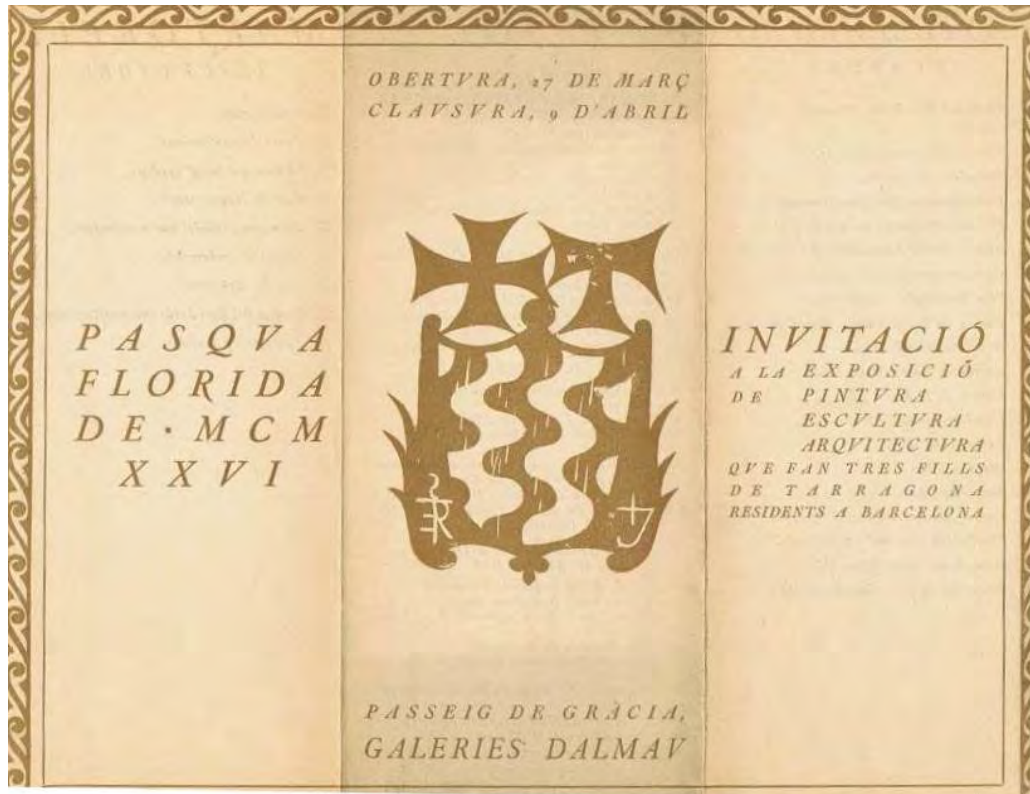 PASQVA
FLORIDA
DE · MCM
XXVI
OBERTVRA, 27 DE MARÇ
CLAVSVRA, 9 D'ABRIL
PASSEIG DE GRÀCIA,
GALERIES DALMAV
INVITACIÓ
A LA EXPOSICIÓ
DE PINTVRA
ESCVLTVRA
ARQVITECTVRA
QVE FAN TRES FILLS
DE TARRAGONA
RESIDENTS A BARCELONA